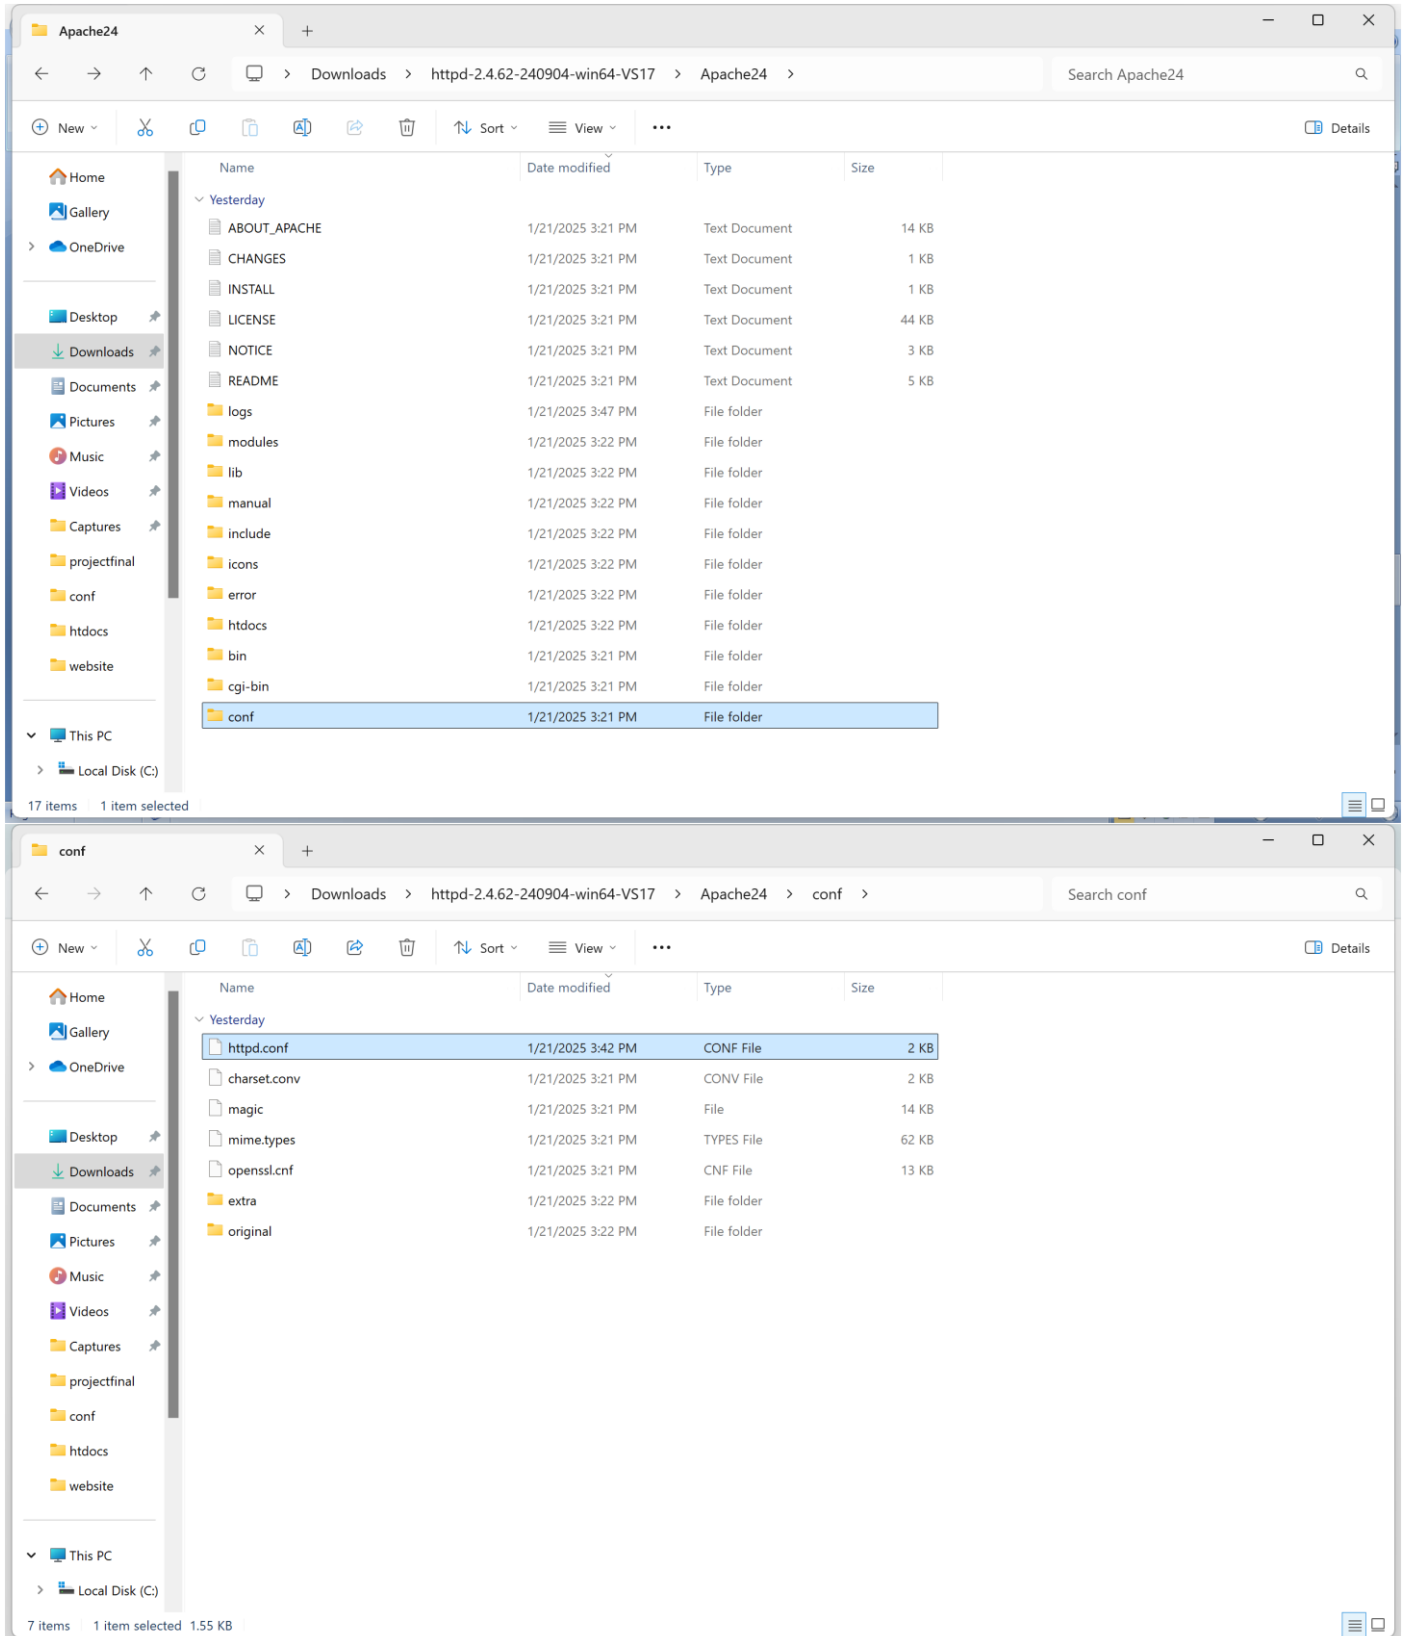 Apache24
Downloads > httpd-2.4.62-240904-win64-VS17 > Apache24 >
Search Apache24
New
Sort
View
Details
Name Date modified Type Size
Home
Gallery
OneDrive
Desktop
Downloads
Documents
Pictures
Music
Videos
Captures
projectfinal
conf
htdocs
website
This PC
Local Disk (C:)
Yesterday
ABOUT_APACHE 1/21/2025 3:21 PM Text Document 14 KB
CHANGES 1/21/2025 3:21 PM Text Document 1 KB
INSTALL 1/21/2025 3:21 PM Text Document 1 KB
LICENSE 1/21/2025 3:21 PM Text Document 44 KB
NOTICE 1/21/2025 3:21 PM Text Document 3 KB
README 1/21/2025 3:21 PM Text Document 5 KB
logs 1/21/2025 3:47 PM File folder
modules 1/21/2025 3:22 PM File folder
lib 1/21/2025 3:22 PM File folder
manual 1/21/2025 3:22 PM File folder
include 1/21/2025 3:22 PM File folder
icons 1/21/2025 3:22 PM File folder
error 1/21/2025 3:22 PM File folder
htdocs 1/21/2025 3:22 PM File folder
bin 1/21/2025 3:21 PM File folder
cgi-bin 1/21/2025 3:21 PM File folder
conf 1/21/2025 3:21 PM File folder
17 items 1 item selected
conf
Downloads > httpd-2.4.62-240904-win64-VS17 > Apache24 > conf >
Search conf
New
Sort
View
Details
Name Date modified Type Size
Home
Gallery
OneDrive
Desktop
Downloads
Documents
Pictures
Music
Videos
Captures
projectfinal
conf
htdocs
website
This PC
Local Disk (C:)
Yesterday
httpd.conf 1/21/2025 3:42 PM CONF File 2 KB
charset.conv 1/21/2025 3:21 PM CONV File 2 KB
magic 1/21/2025 3:21 PM File 14 KB
mime.types 1/21/2025 3:21 PM TYPES File 62 KB
openssl.cnf 1/21/2025 3:21 PM CNF File 13 KB
extra 1/21/2025 3:22 PM File folder
original 1/21/2025 3:22 PM File folder
7 items 1 item selected 1.55 KB